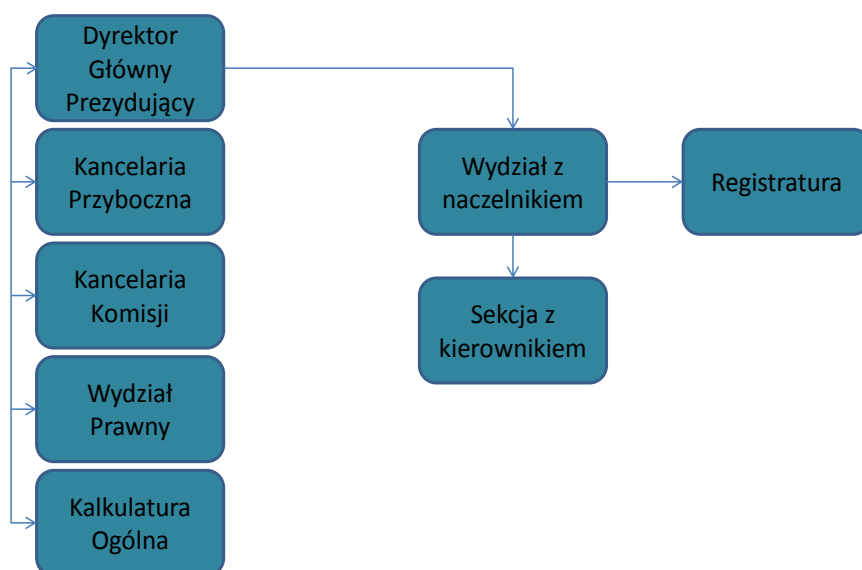 Dyrektor
Główny
Prezydujący
Kancelaria
Przyboczna
Kancelaria
Komisji
Wydział
Prawny
Kalkulatura
Ogólna
Wydział z
naczelnikiem
Sekcja z
kierownikiem
Registratura